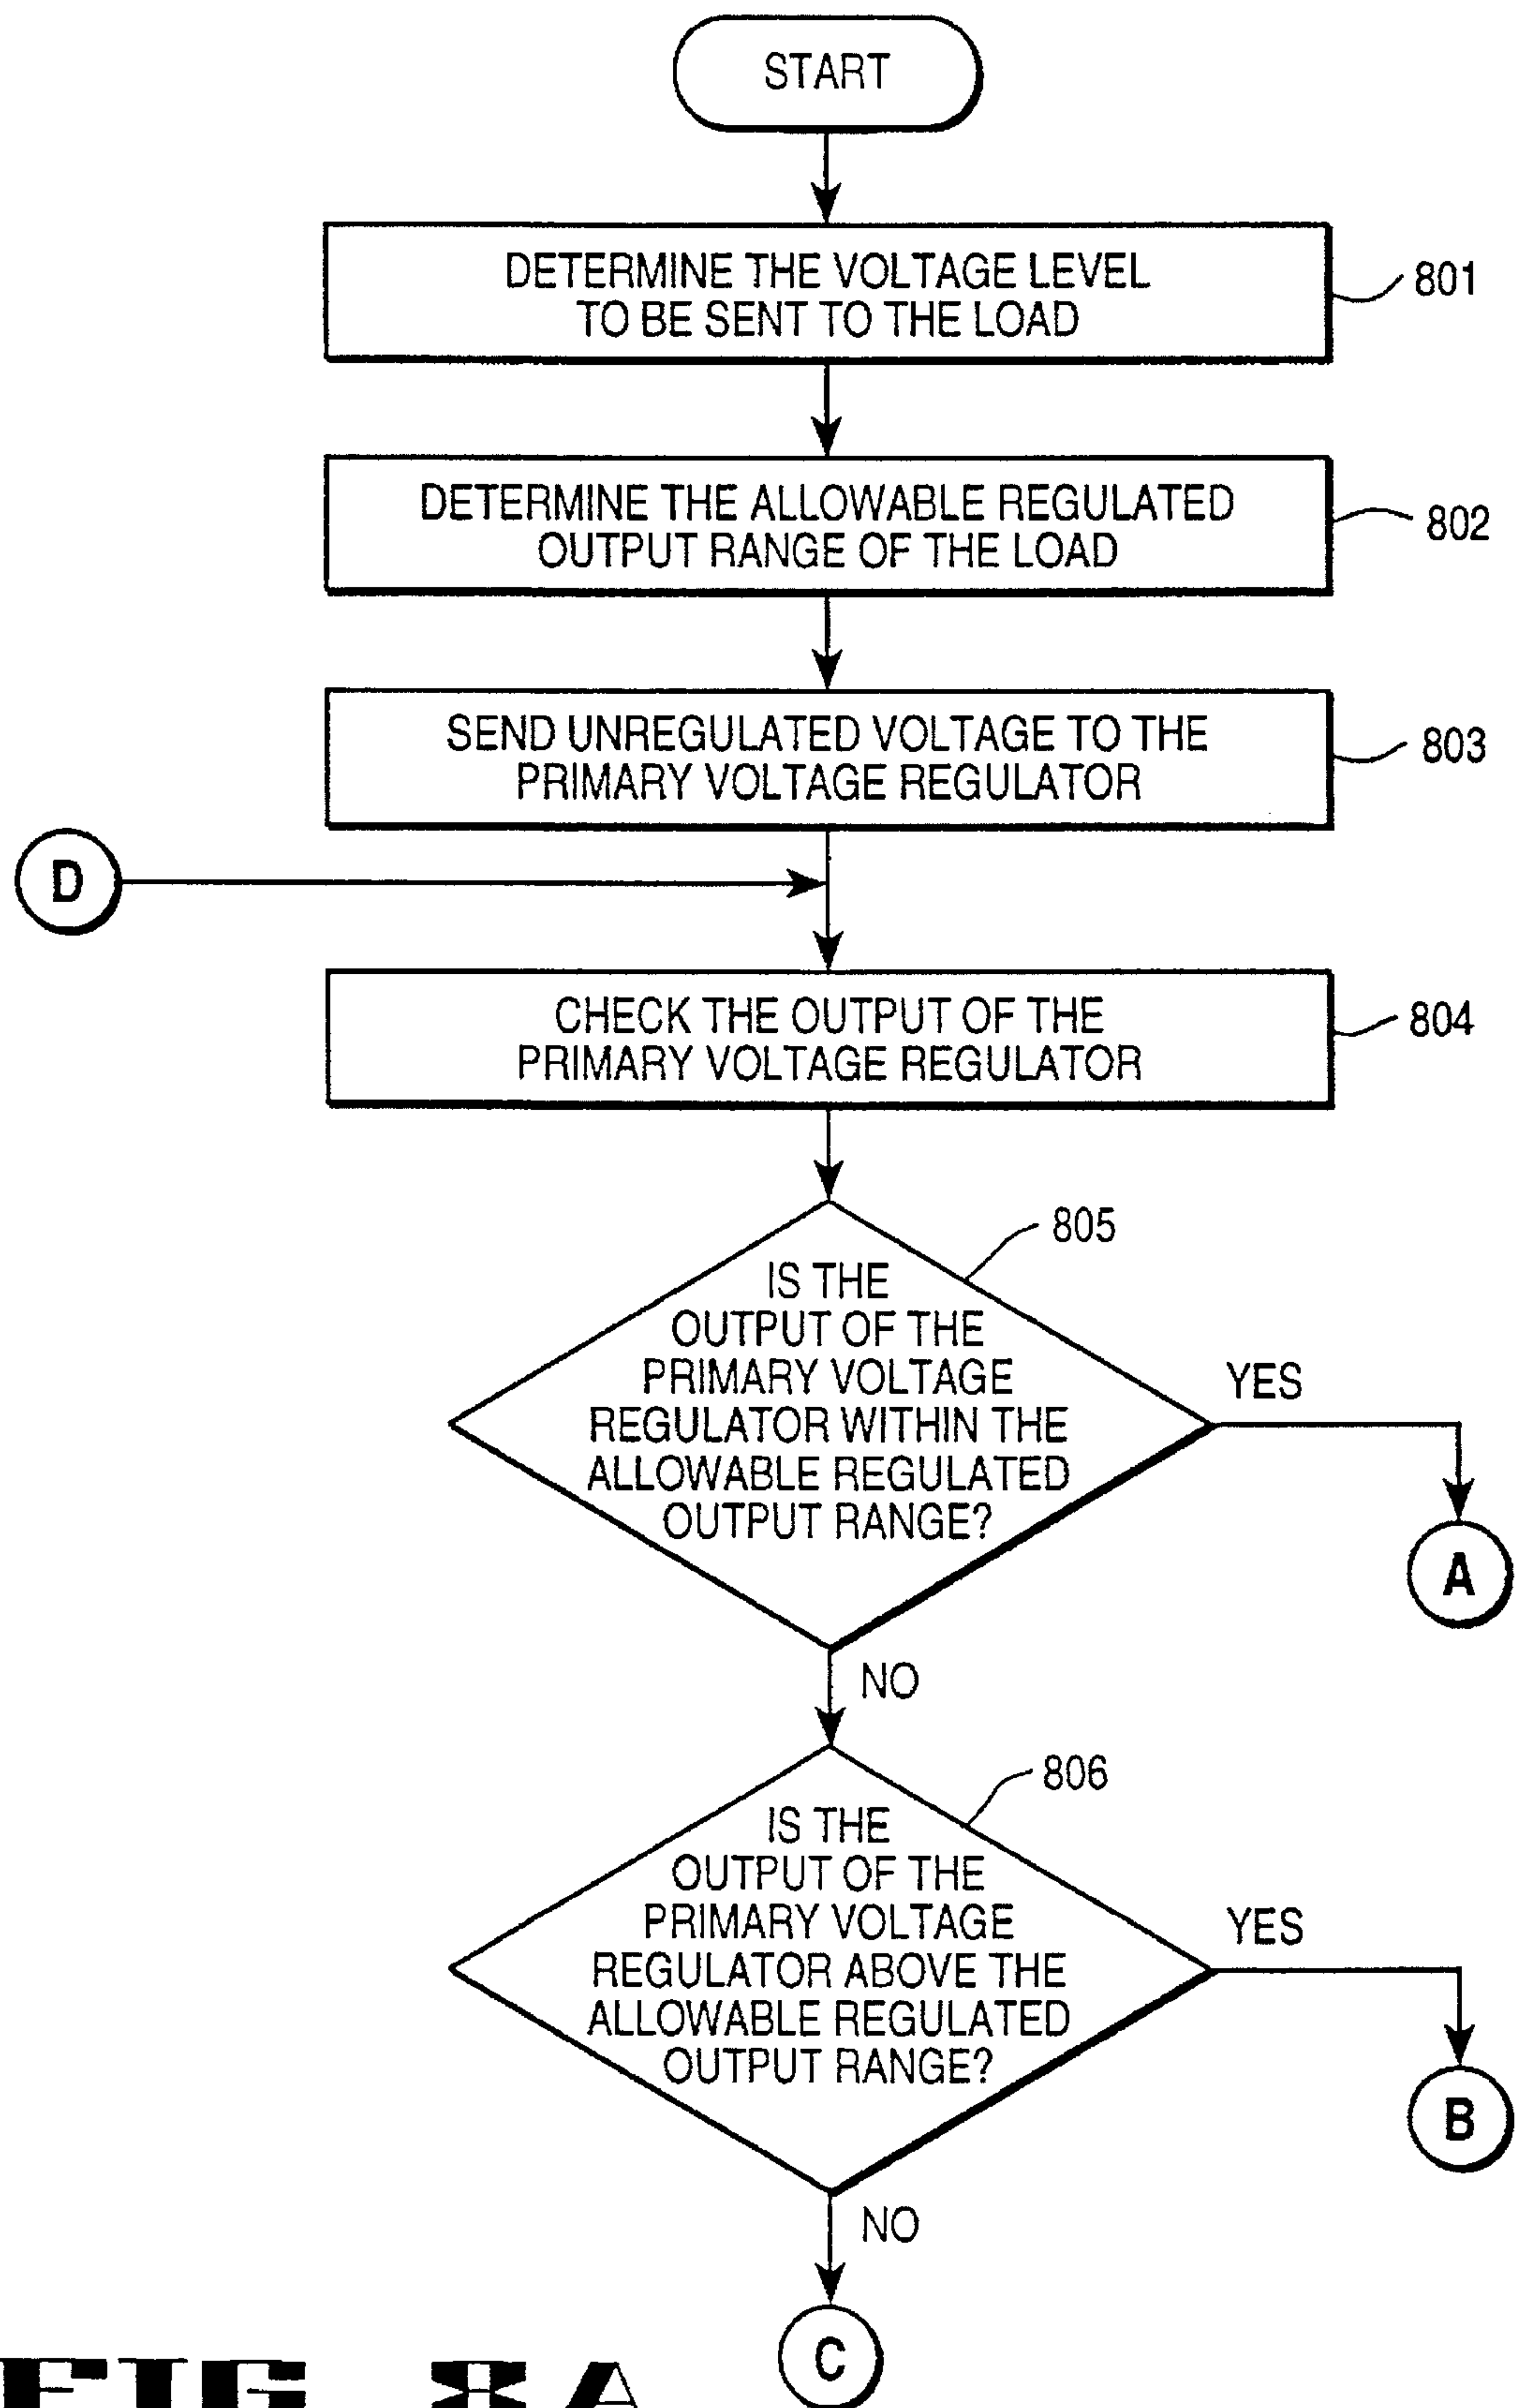 START
DETERMINE THE VOLTAGE LEVEL
TO BE SENT TO THE LOAD
801
DETERMINE THE ALLOWABLE REGULATED
OUTPUT RANGE OF THE LOAD
802
SEND UNREGULATED VOLTAGE TO THE
PRIMARY VOLTAGE REGULATOR
803
D
CHECK THE OUTPUT OF THE
PRIMARY VOLTAGE REGULATOR
804
805
IS THE
OUTPUT OF THE
PRIMARY VOLTAGE
REGULATOR WITHIN THE
ALLOWABLE REGULATED
OUTPUT RANGE?
YES
A
NO
806
IS THE
OUTPUT OF THE
PRIMARY VOLTAGE
REGULATOR ABOVE THE
ALLOWABLE REGULATED
OUTPUT RANGE?
YES
B
NO
C
FIG 8A